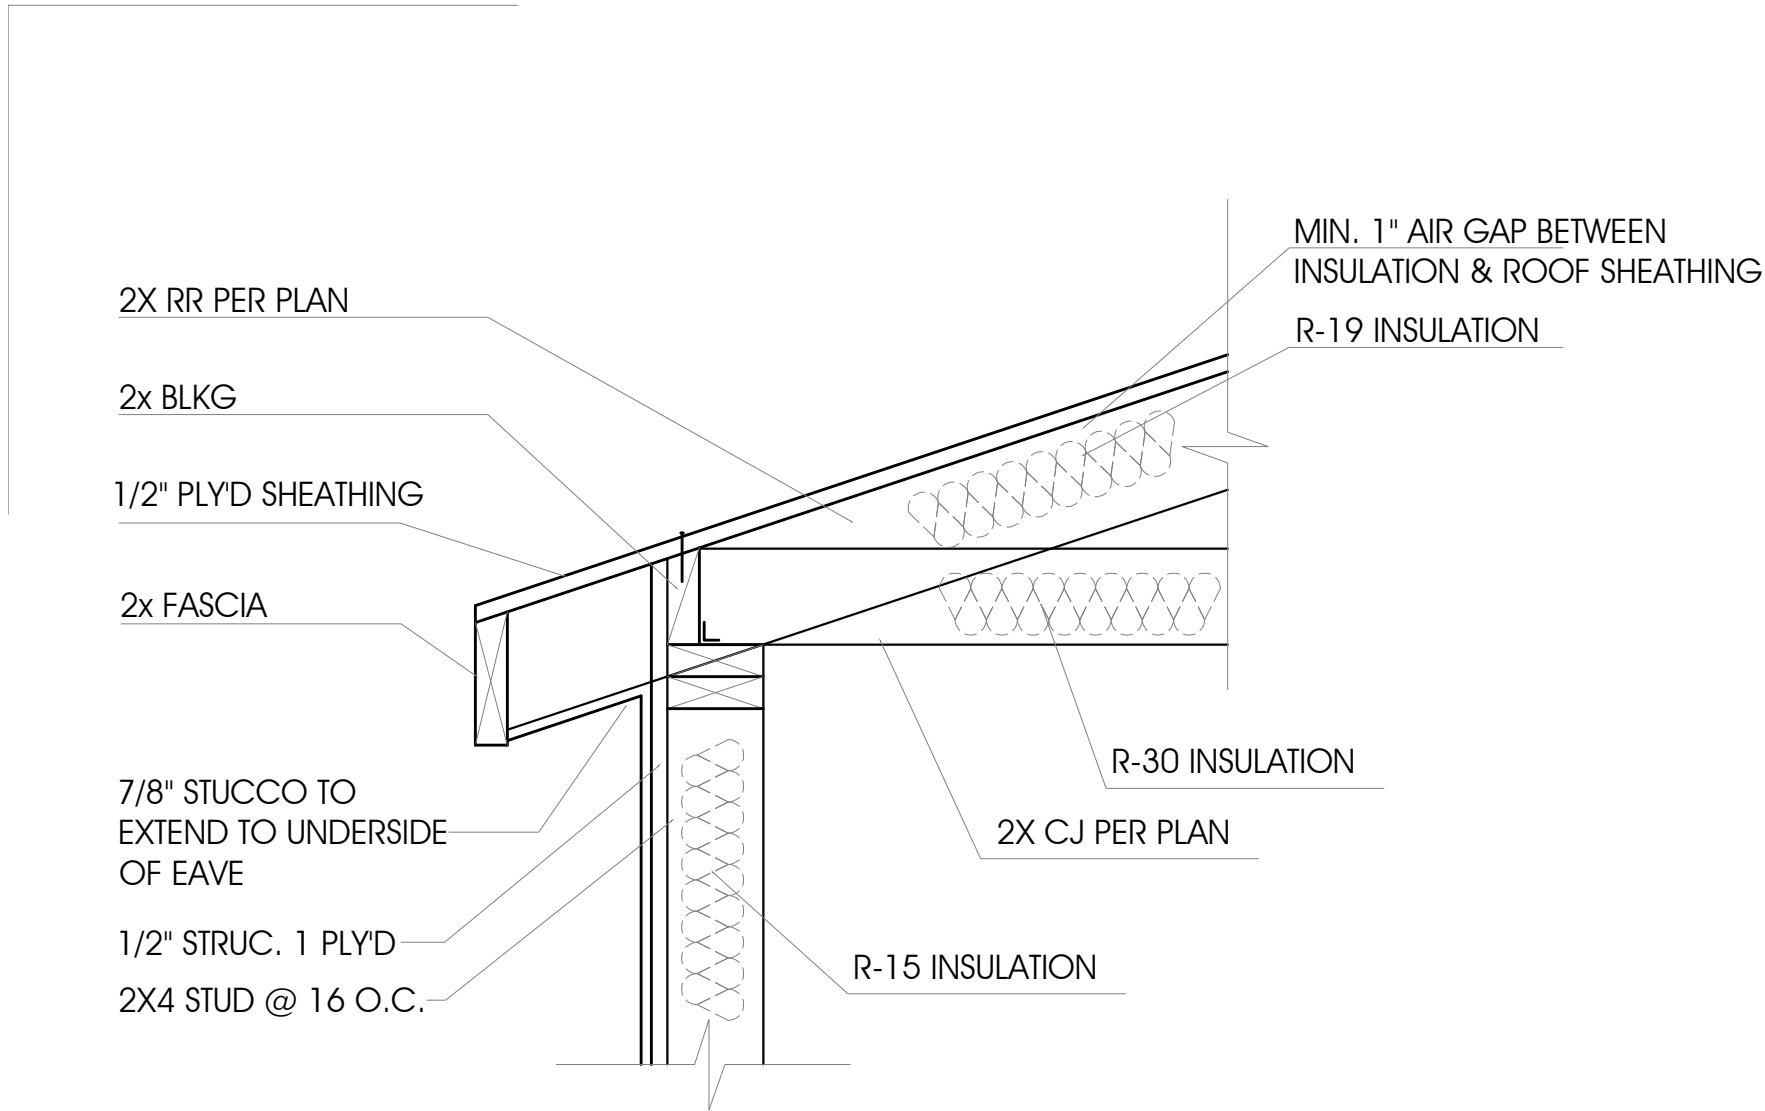 MIN. 1" AIR GAP BETWEEN
INSULATION & ROOF SHEATHING
R-19 INSULATION
2X RR PER PLAN
2x BLKG
1/2" PLY'D SHEATHING
2x FASCIA
7/8" STUCCO TO
EXTEND TO UNDERSIDE
OF EAVE
1/2" STRUC. 1 PLY'D
2X4 STUD @ 16 O.C.
R-30 INSULATION
2X CJ PER PLAN
R-15 INSULATION